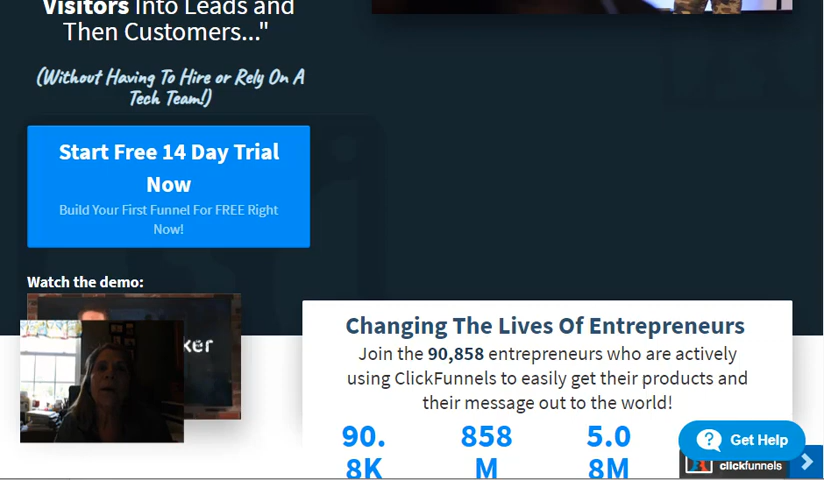 Visitors Into Leads and
Then Customers..."
(Without Having To Hire or Rely On A
Tech Team!)
Start Free 14 Day Trial
Now
Build Your First Funnel For FREE Right
Now!
Watch the demo:
ker
Changing The Lives Of Entrepreneurs
Join the 90,858 entrepreneurs who are actively
using ClickFunnels to easily get their products and
their message out to the world!
90.
8K
858
M
5.0
8M
Get Help
clickfunnels